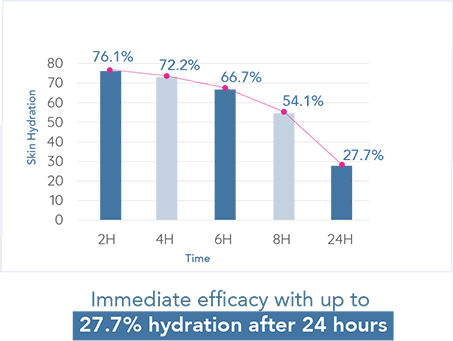 76.1%
72.2%
66.7%
54.1%
27.7%
80
70
60
50
40
30
20
10
0
Skin Hydration
2H 4H 6H 8H 24H
Time
Immediate efficacy with up to
27.7% hydration after 24 hours